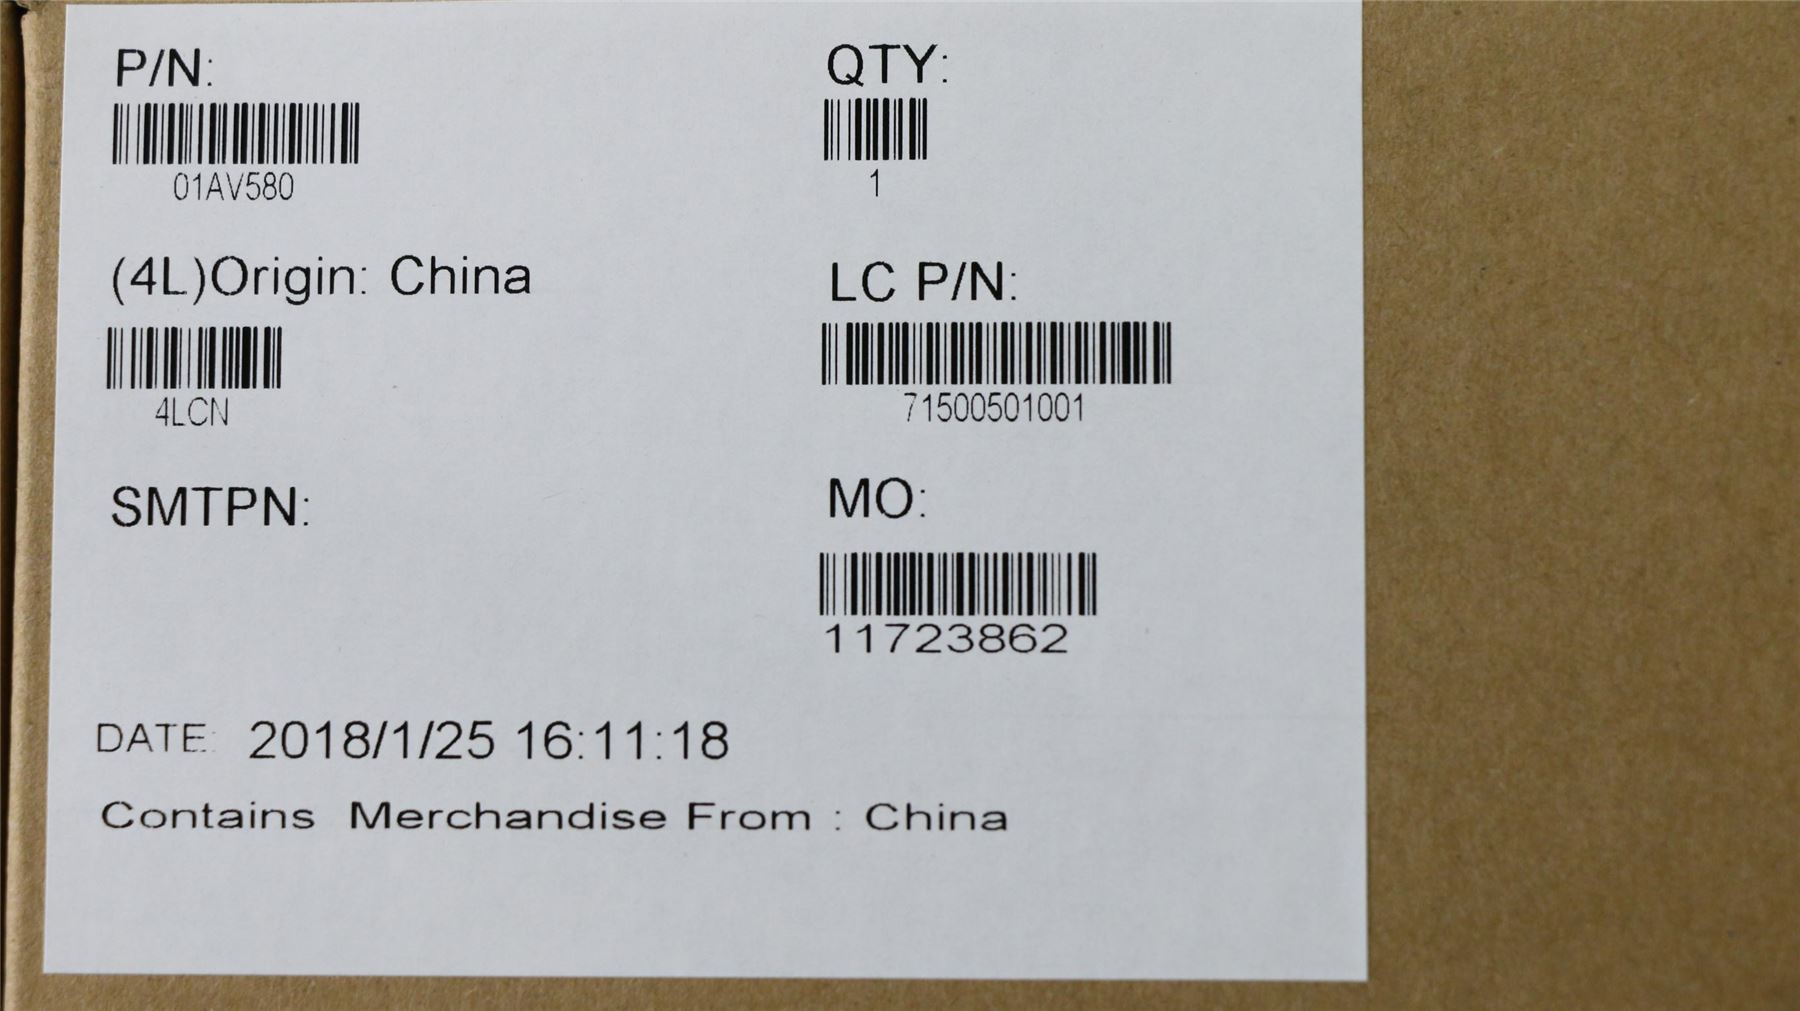 P/N:
01AV580
QTY:
1
(4L)Origin: China
4LCN
LC P/N:
71500501001
SMTPN:
MO:
11723862
DATE: 2018/1/25 16:11:18
Contains Merchandise From : China